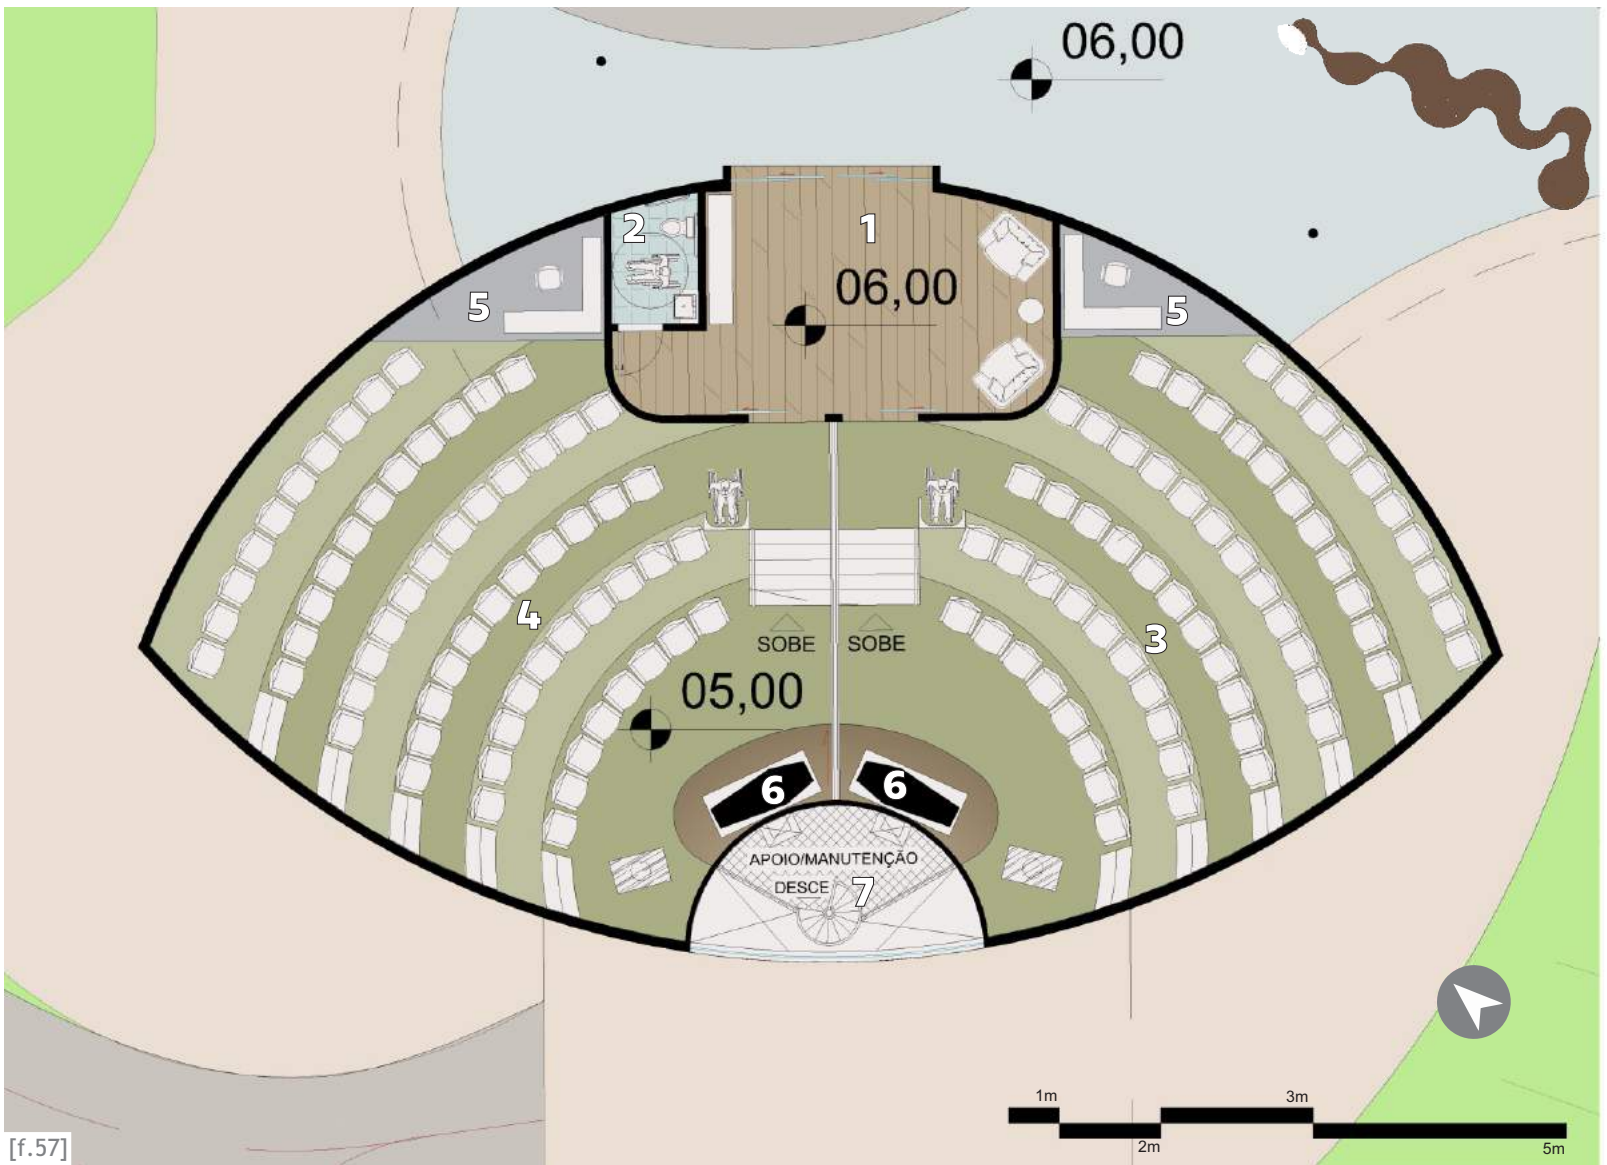 06,00
1
2
06,00
5
5
4
3
SOBE
SOBE
05,00
6
6
APOIO/MANUTENÇÃO
DESCE
7
1m
3m
2m
5m
[f.57]